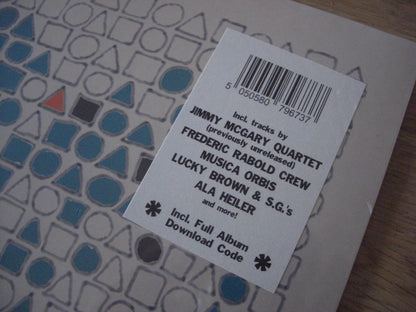 5 050580 796737
Incl. tracks by
JIMMY MCGARY QUARTET
(previously unreleased)
FREDERIC RABOLD CREW
MUSICA ORBIS
LUCKY BROWN & S.G.'s
ALA HEILER
and more!
* Incl. Full Album
Download Code *